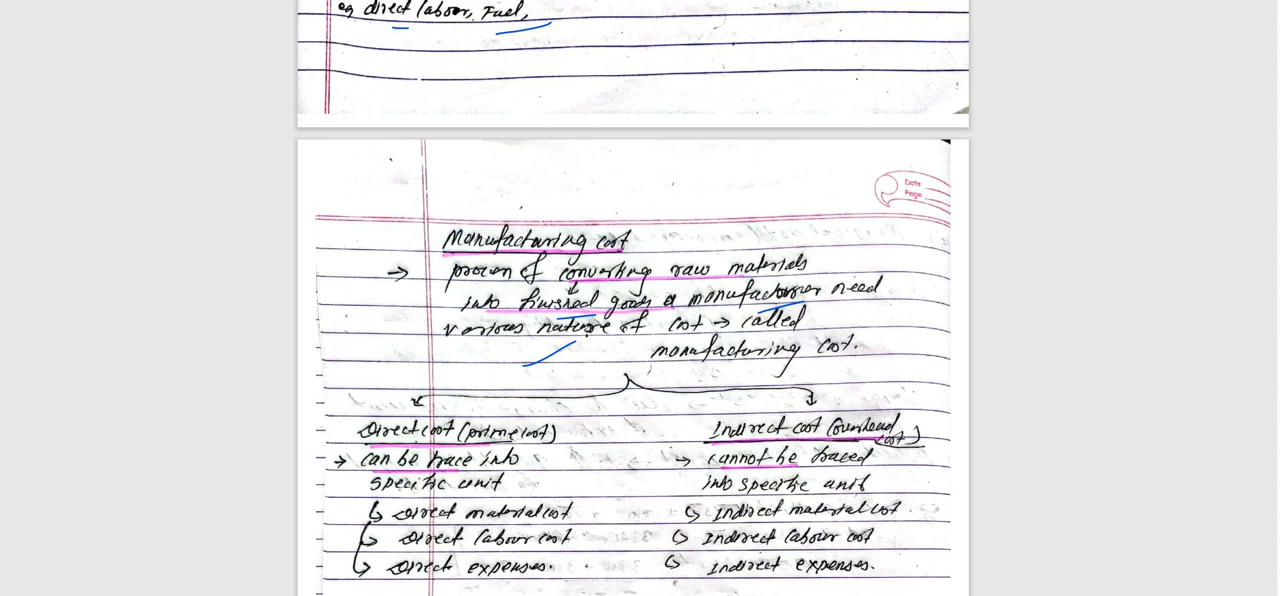 eg direct labour, Fuel,
Date
Page
Manufacturing cost
→ process of converting raw materials
into finished goods a manufacturer need
various nature of cost → called
manufacturing cost.
Direct cost (prime cost)
→ can be trace into
specific unit
↳ Direct material cost
↳ Direct labour cost
↳ Direct expenses.
Indirect cost (overhead cost)
→ cannot be traced
into specific unit
↳ Indirect material cost.
↳ Indirect labour cost
↳ Indirect expenses.